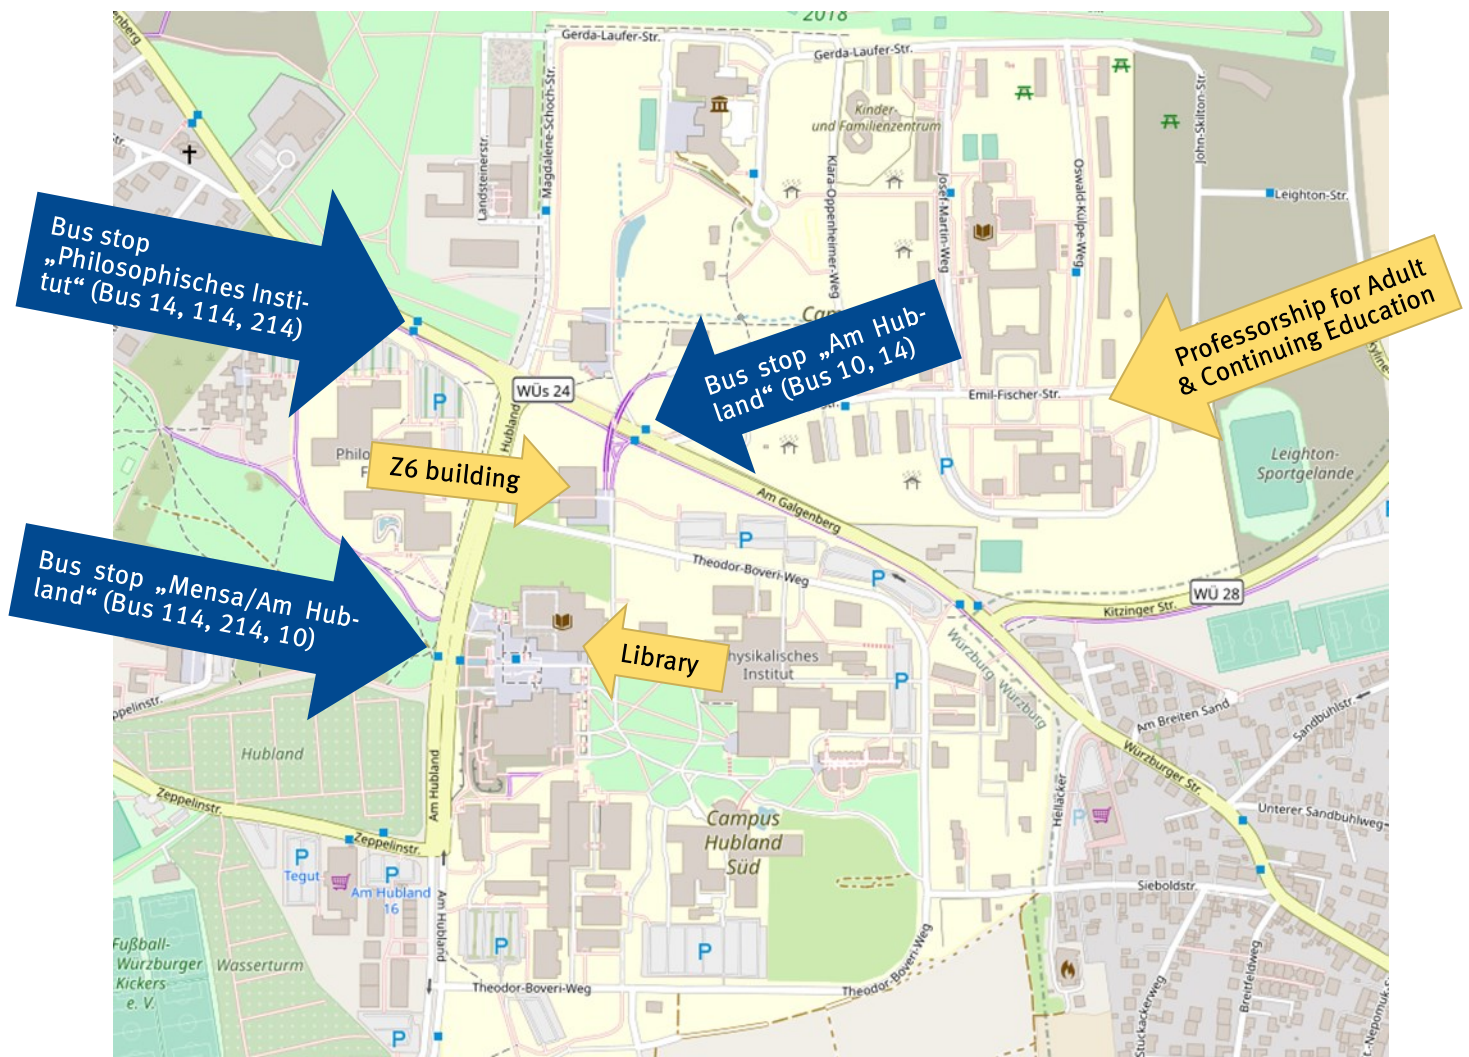 2018
Gerda-Laufer-Str.
Gerda-Laufer-Str.
Kinder-
und Familienzentrum
Magdalene-Schoch-Str.
Landsteinerstr.
Klara-Oppenheimer-Weg
Josef-Martin-Weg
Oswald-Külpe-Weg
John-Skilton-Str.
Leighton-Str.
Bus stop
„Philosophisches Insti-
tut“ (Bus 14, 114, 214)
Bus stop „Am Hub-
land“ (Bus 10, 14)
Professorship for Adult
& Continuing Education
WÜs 24
Emil-Fischer-Str.
P
Hubland
Z6 building
P
Leighton-
Sportgelände
Am Galgenberg
Bus stop „Mensa/Am Hub-
land“ (Bus 114, 214, 10)
P
Theodor-Boveri-Weg
P
WÜ 28
Kitzinger Str.
Library
Physikalisches
Institut
P
Würzburg
Würzburg
Am Breiten Sand
Sandbühlstr.
Hubland
Am Hubland
Würzburger Str.
Zeppelinstr.
Zeppelinstr.
Helläcker
P
Unterer Sandbühlweg
Campus
Hubland
Süd
P
Tegut
P
Am Hubland
16
Am Hubland
Sieboldstr.
P
P
Fußball-
Würzburger
Kickers
e. V.
Wasserturm
Theodor-Boveri-Weg
Theodor-Boveri-Weg
Stuckackerweg
Breitfeldweg
P